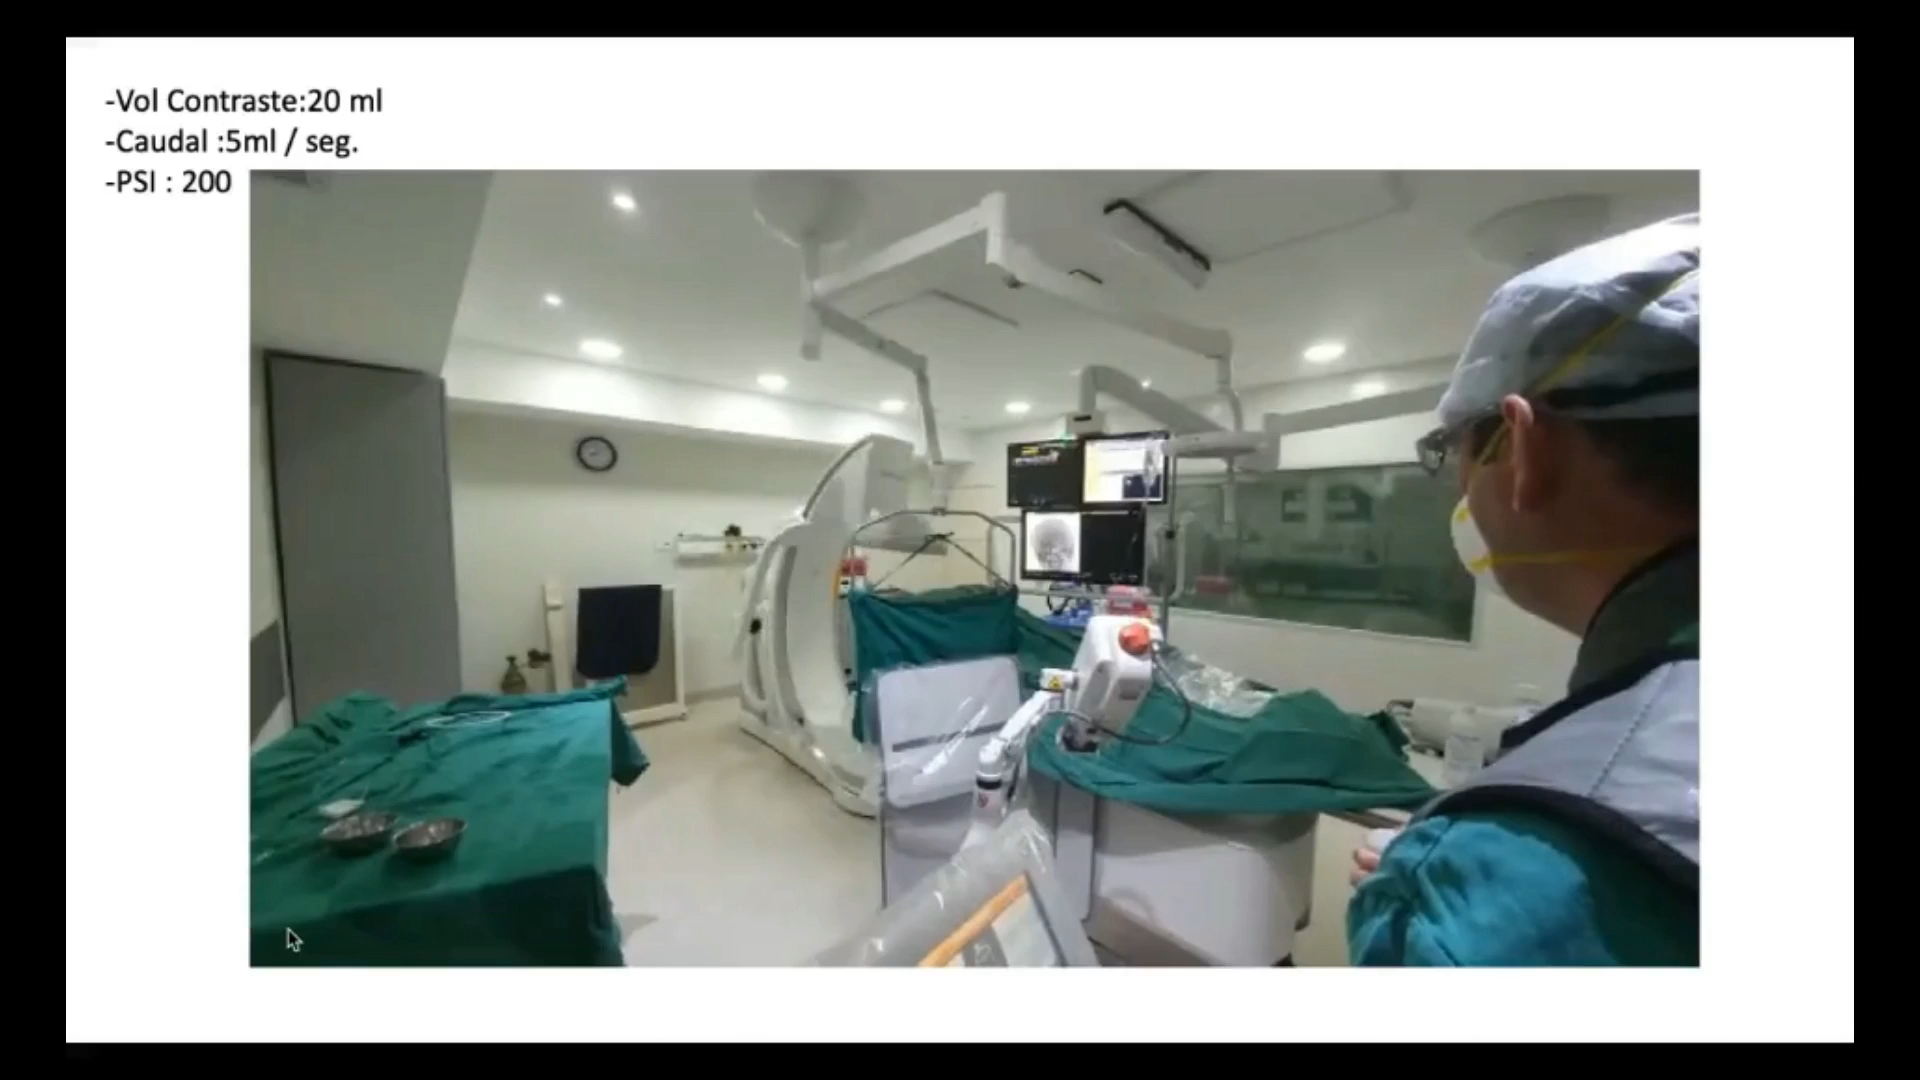 -Vol Contraste:20 ml
-Caudal :5ml / seg.
-PSI : 200